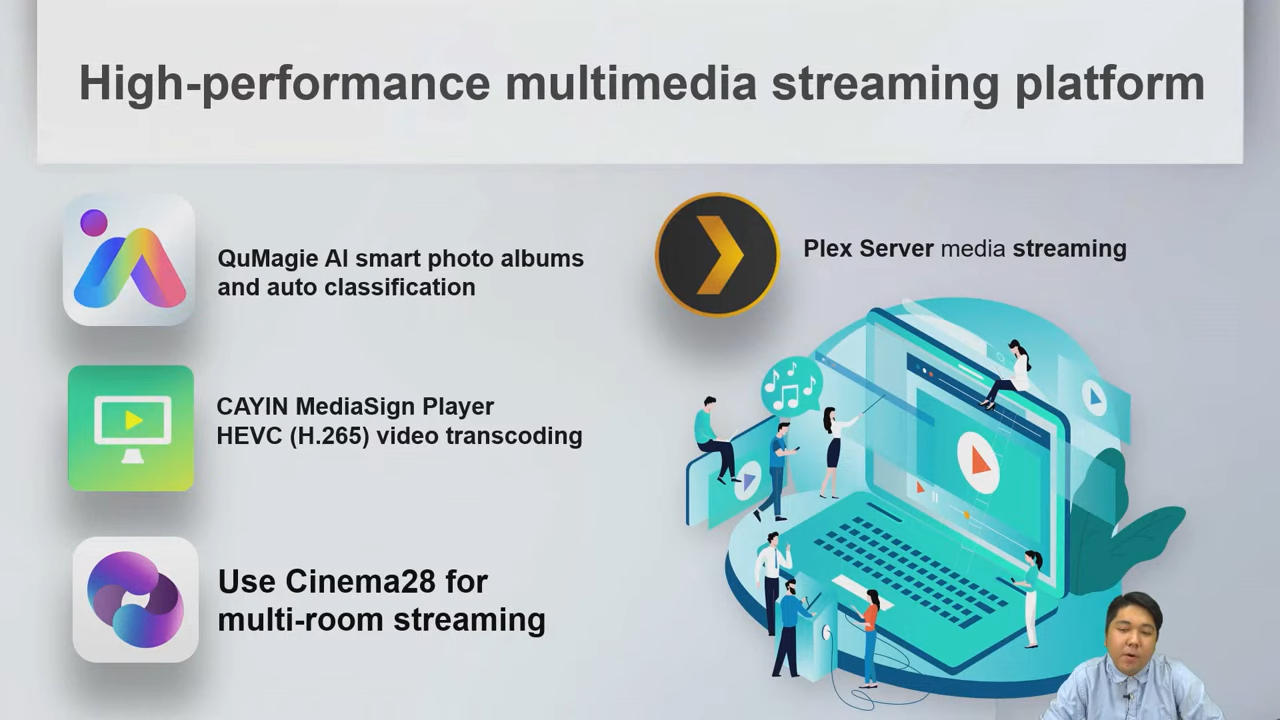 High-performance multimedia streaming platform
QuMagie AI smart photo albums
and auto classification
CAYIN MediaSign Player
HEVC (H.265) video transcoding
Use Cinema28 for
multi-room streaming
Plex Server media streaming